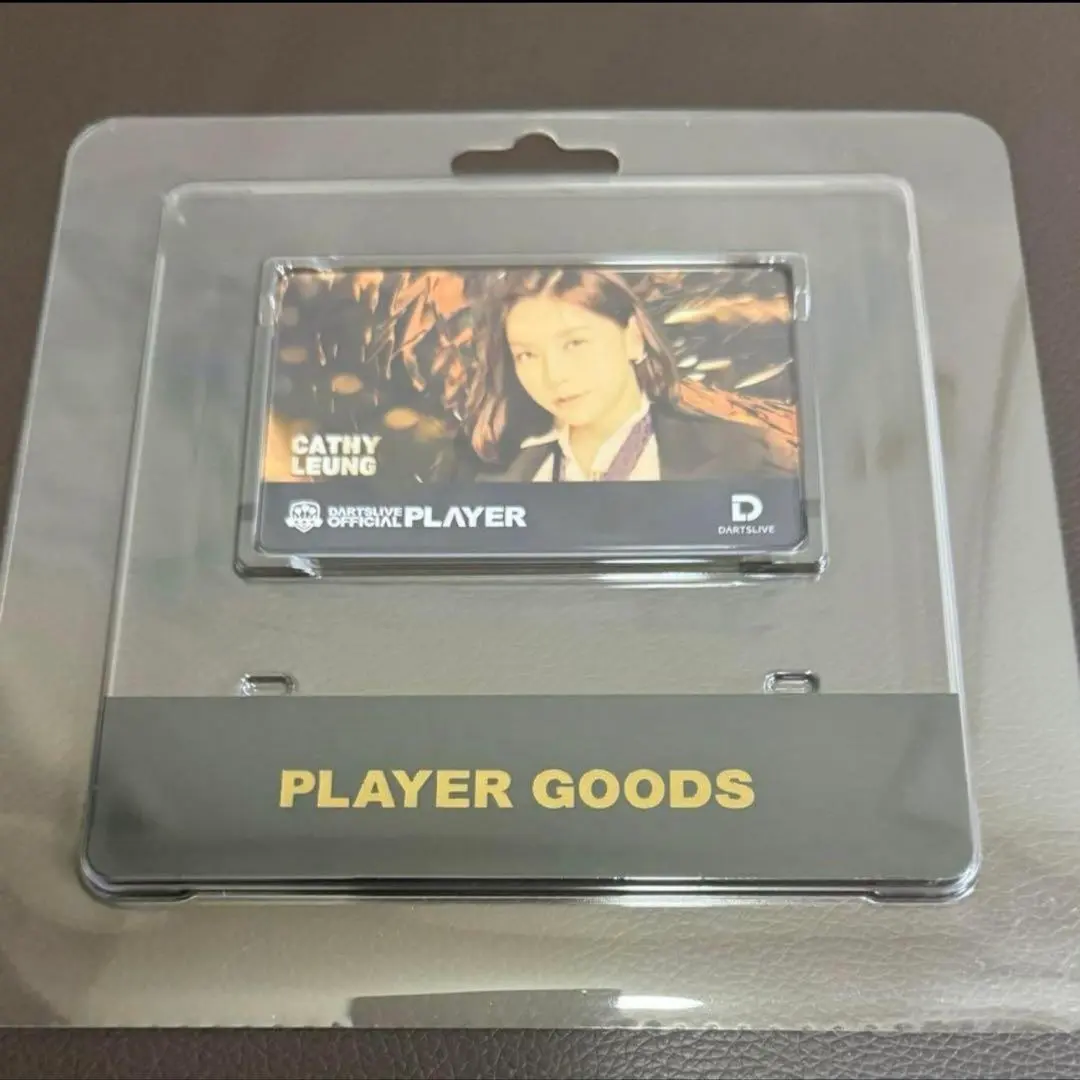 CATHY
LEUNG
DARTSLIVE
OFFICIAL PLAYER
DARTSLIVE
PLAYER GOODS